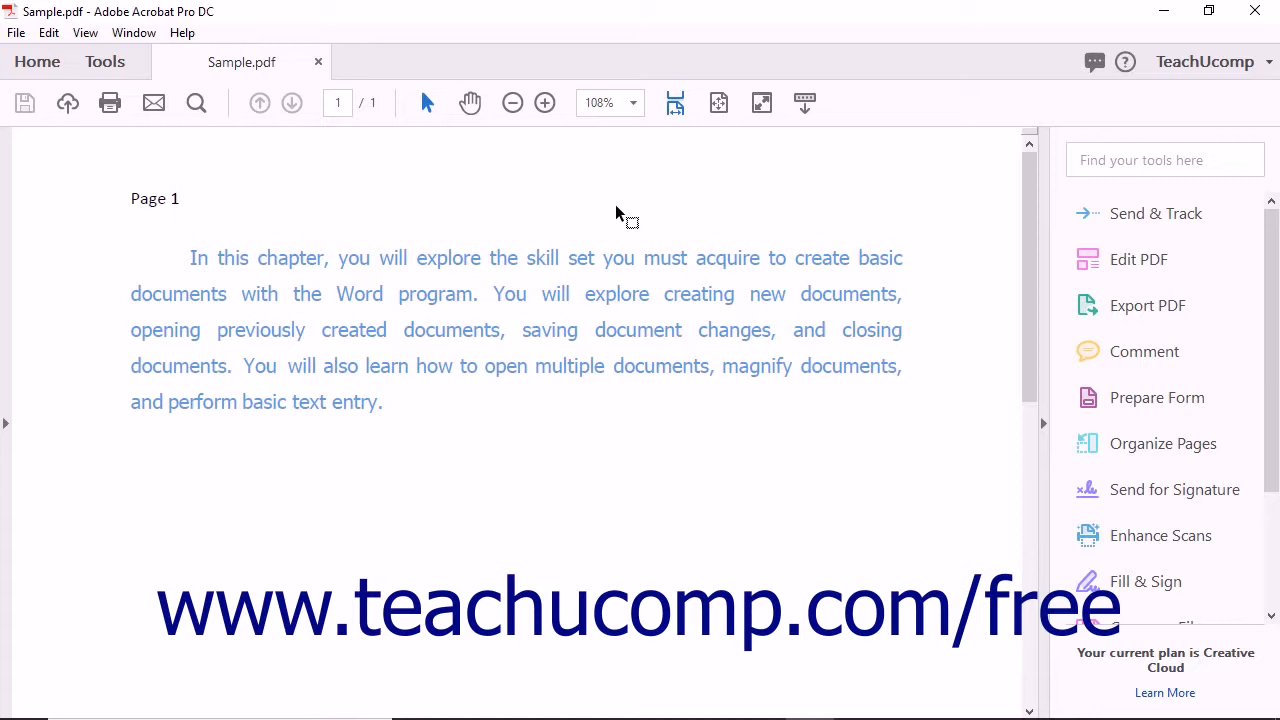 Sample.pdf - Adobe Acrobat Pro DC
File Edit View Window Help
Home Tools Sample.pdf × ? TeachUcomp
1 / 1 108%
Find your tools here
Page 1
In this chapter, you will explore the skill set you must acquire to create basic
documents with the Word program. You will explore creating new documents,
opening previously created documents, saving document changes, and closing
documents. You will also learn how to open multiple documents, magnify documents,
and perform basic text entry.
Send & Track
Edit PDF
Export PDF
Comment
Prepare Form
Organize Pages
Send for Signature
Enhance Scans
Fill & Sign
www.teachucomp.com/free
Your current plan is Creative
Cloud
Learn More